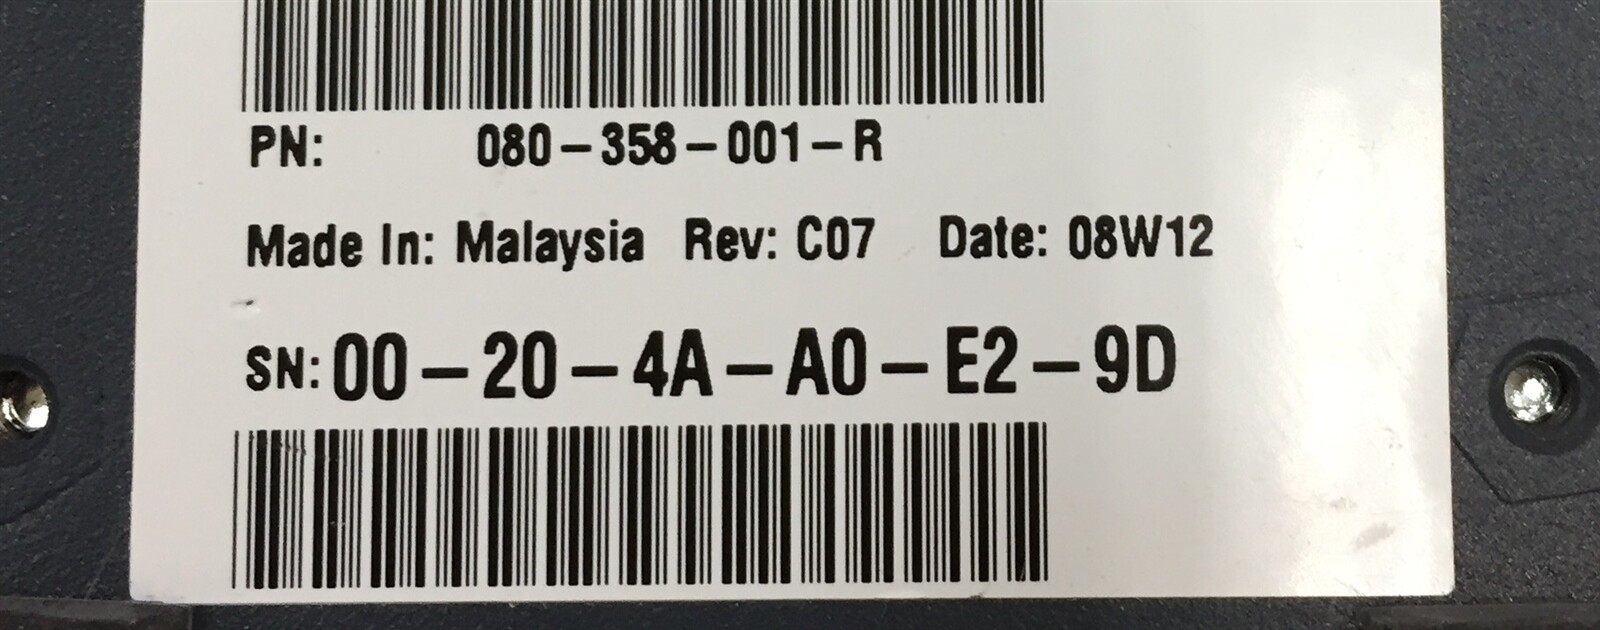 PN: 080-358-001-R
Made In: Malaysia Rev: C07 Date: 08W12
SN: 00-20-4A-A0-E2-9D